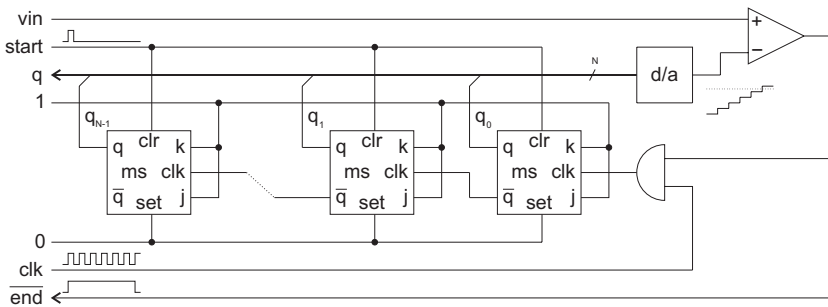 vin
+
start
N
−
q
d/a
1
q_{N-1}
q_1
q_0
clr
clr
clr
q k
q k
q k
ms clk
ms clk
ms clk
q̅ set j
q̅ set j
q̅ set j
0
clk
e̅n̅d̅